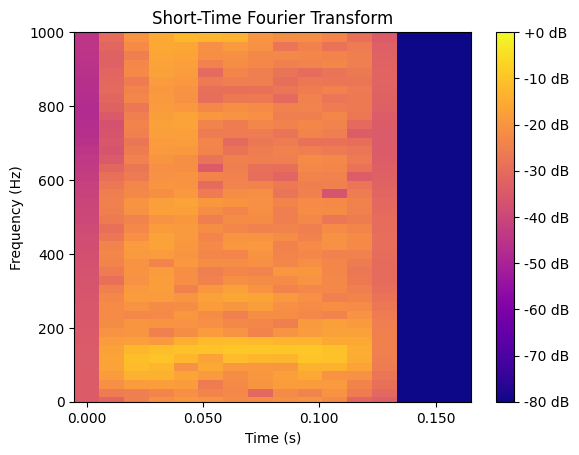 Short-Time Fourier Transform
1000
800
600
400
200
0
Frequency (Hz)
0.000
0.050
0.100
0.150
Time (s)
+0 dB
-10 dB
-20 dB
-30 dB
-40 dB
-50 dB
-60 dB
-70 dB
-80 dB